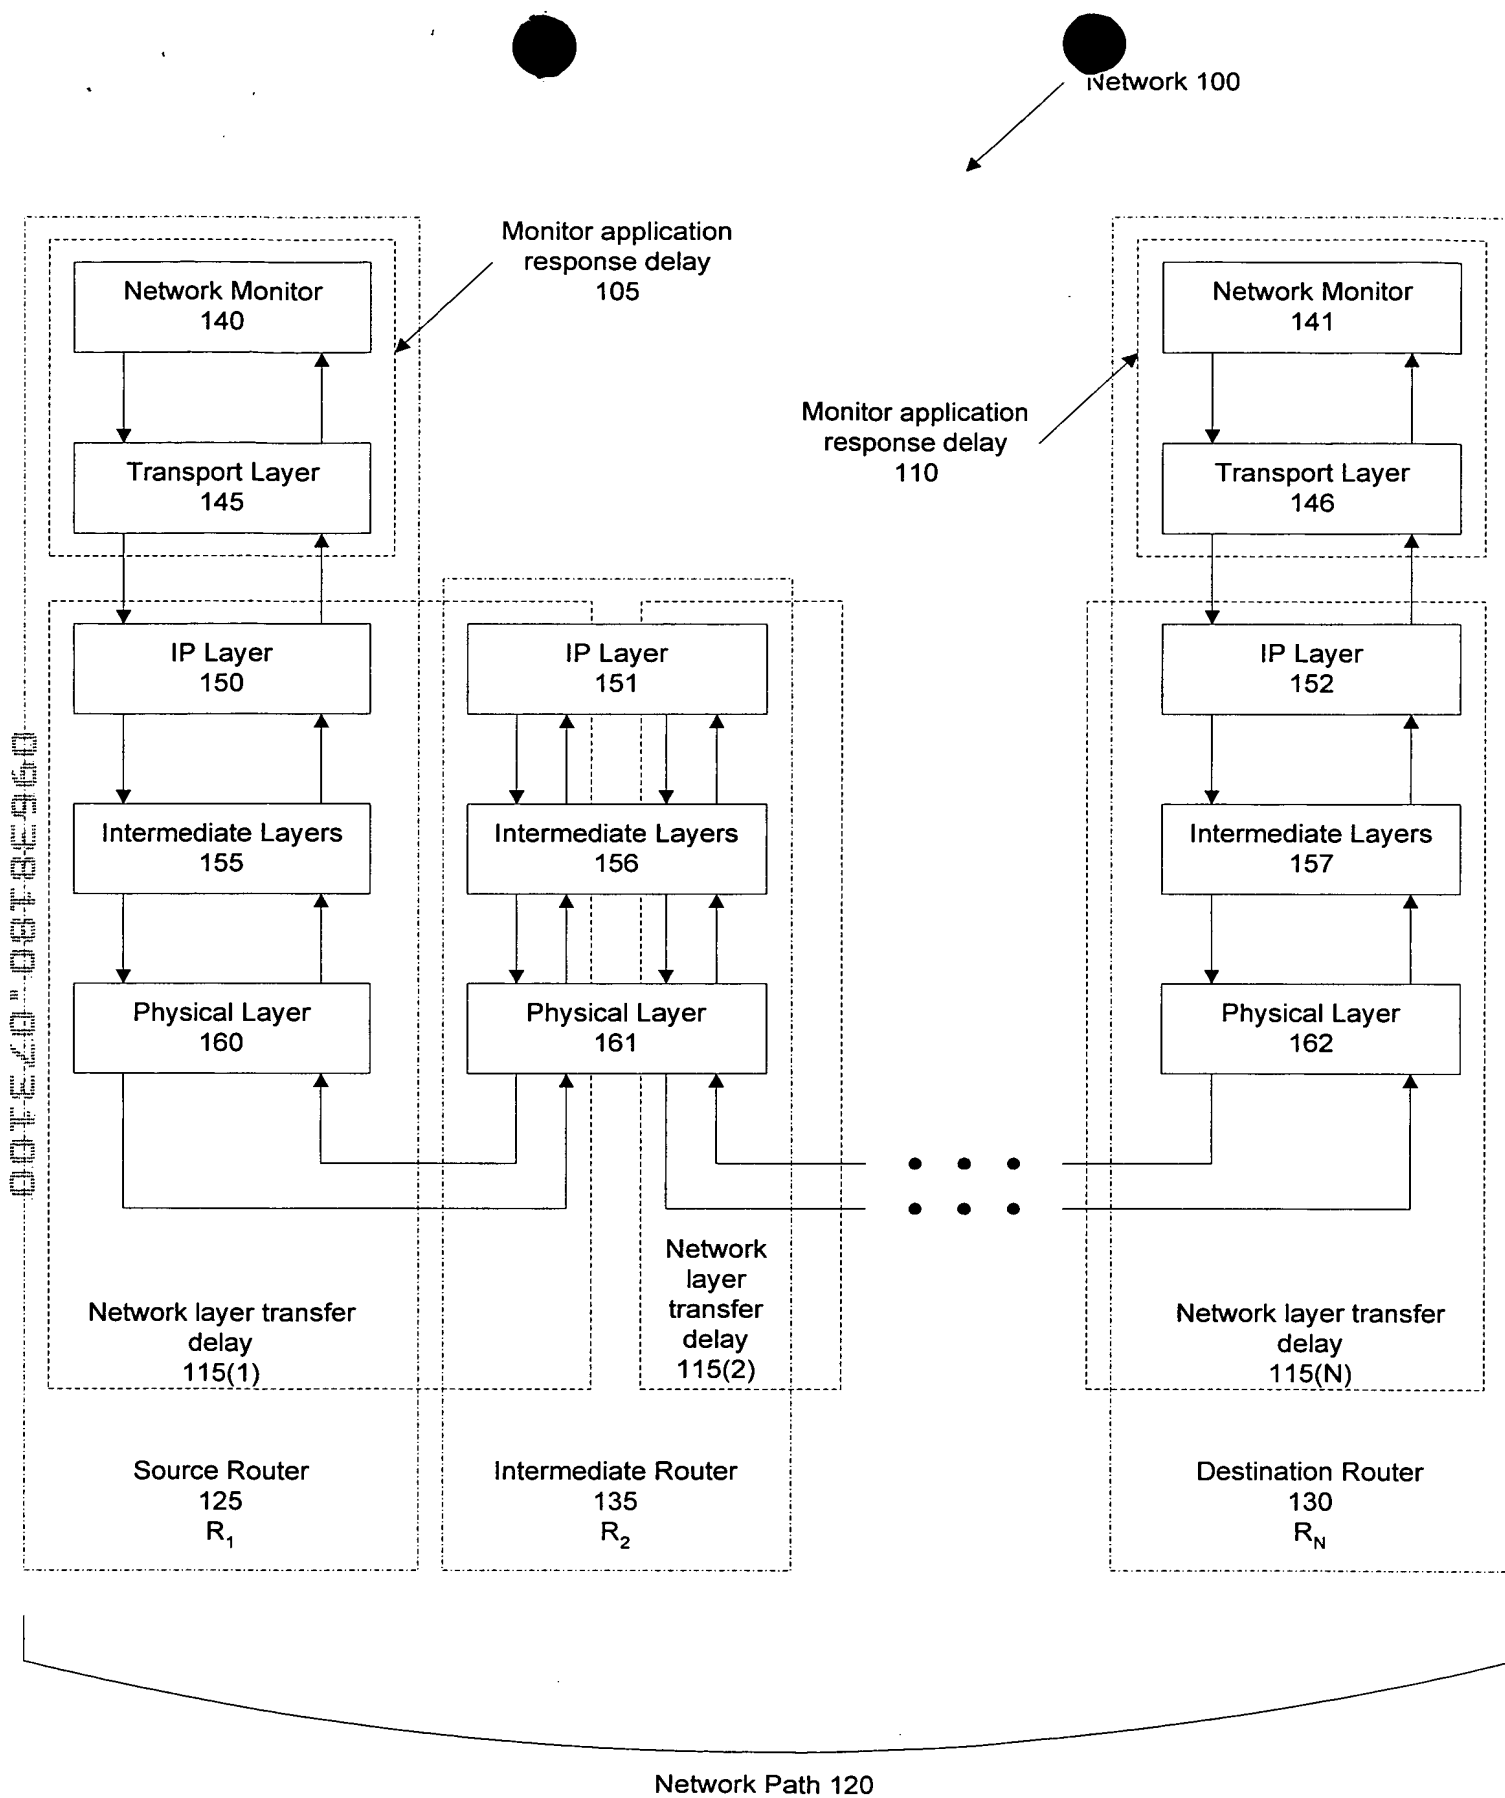 Network 100
Monitor application
response delay
105
Network Monitor
140
Network Monitor
141
Monitor application
response delay
110
Transport Layer
145
Transport Layer
146
IP Layer
150
IP Layer
151
IP Layer
152
Intermediate Layers
155
Intermediate Layers
156
Intermediate Layers
157
Physical Layer
160
Physical Layer
161
Physical Layer
162
Network layer transfer
delay
115(1)
Network
layer
transfer
delay
115(2)
Network layer transfer
delay
115(N)
Source Router
125
R1
Intermediate Router
135
R2
Destination Router
130
RN
Network Path 120